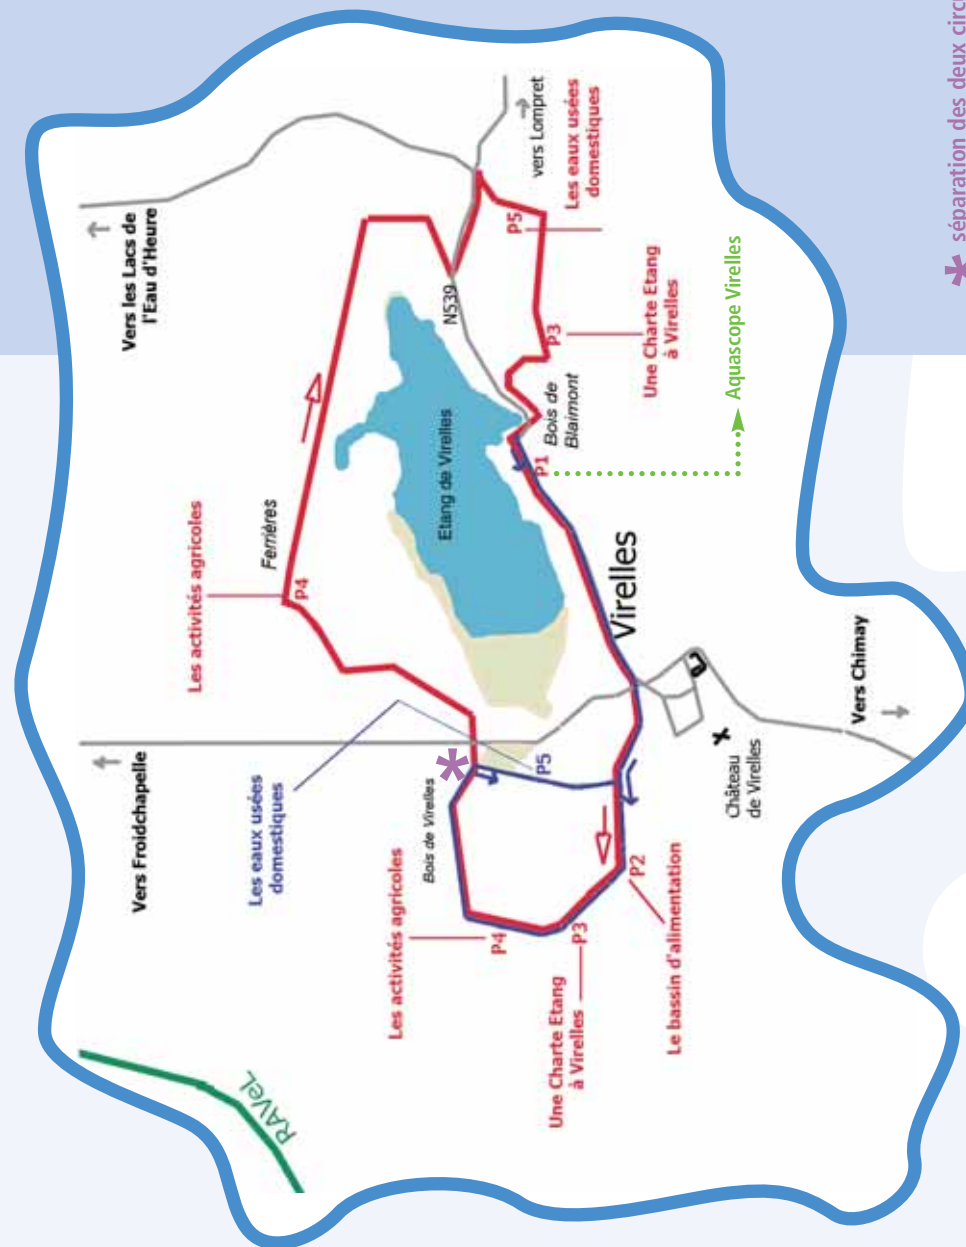 Vers Froidchapelle
Vers les Lacs de
l'Eau d'Heure
Les activités agricoles
Ferrières
P4
Les eaux usées
domestiques
RAVeL
Bois de Virelles
Les activités agricoles
P4
P5
Etang de Virelles
N539
vers Lompret
Les eaux usées
domestiques
P5
Une Charte Etang
à Virelles
P3
Bois de
Blaimont
P1
Une Charte Etang
à Virelles
P3
P2
Le bassin d'alimentation
Virelles
Château
de Virelles
Aquascope Virelles
Vers Chimay
* séparation des deux